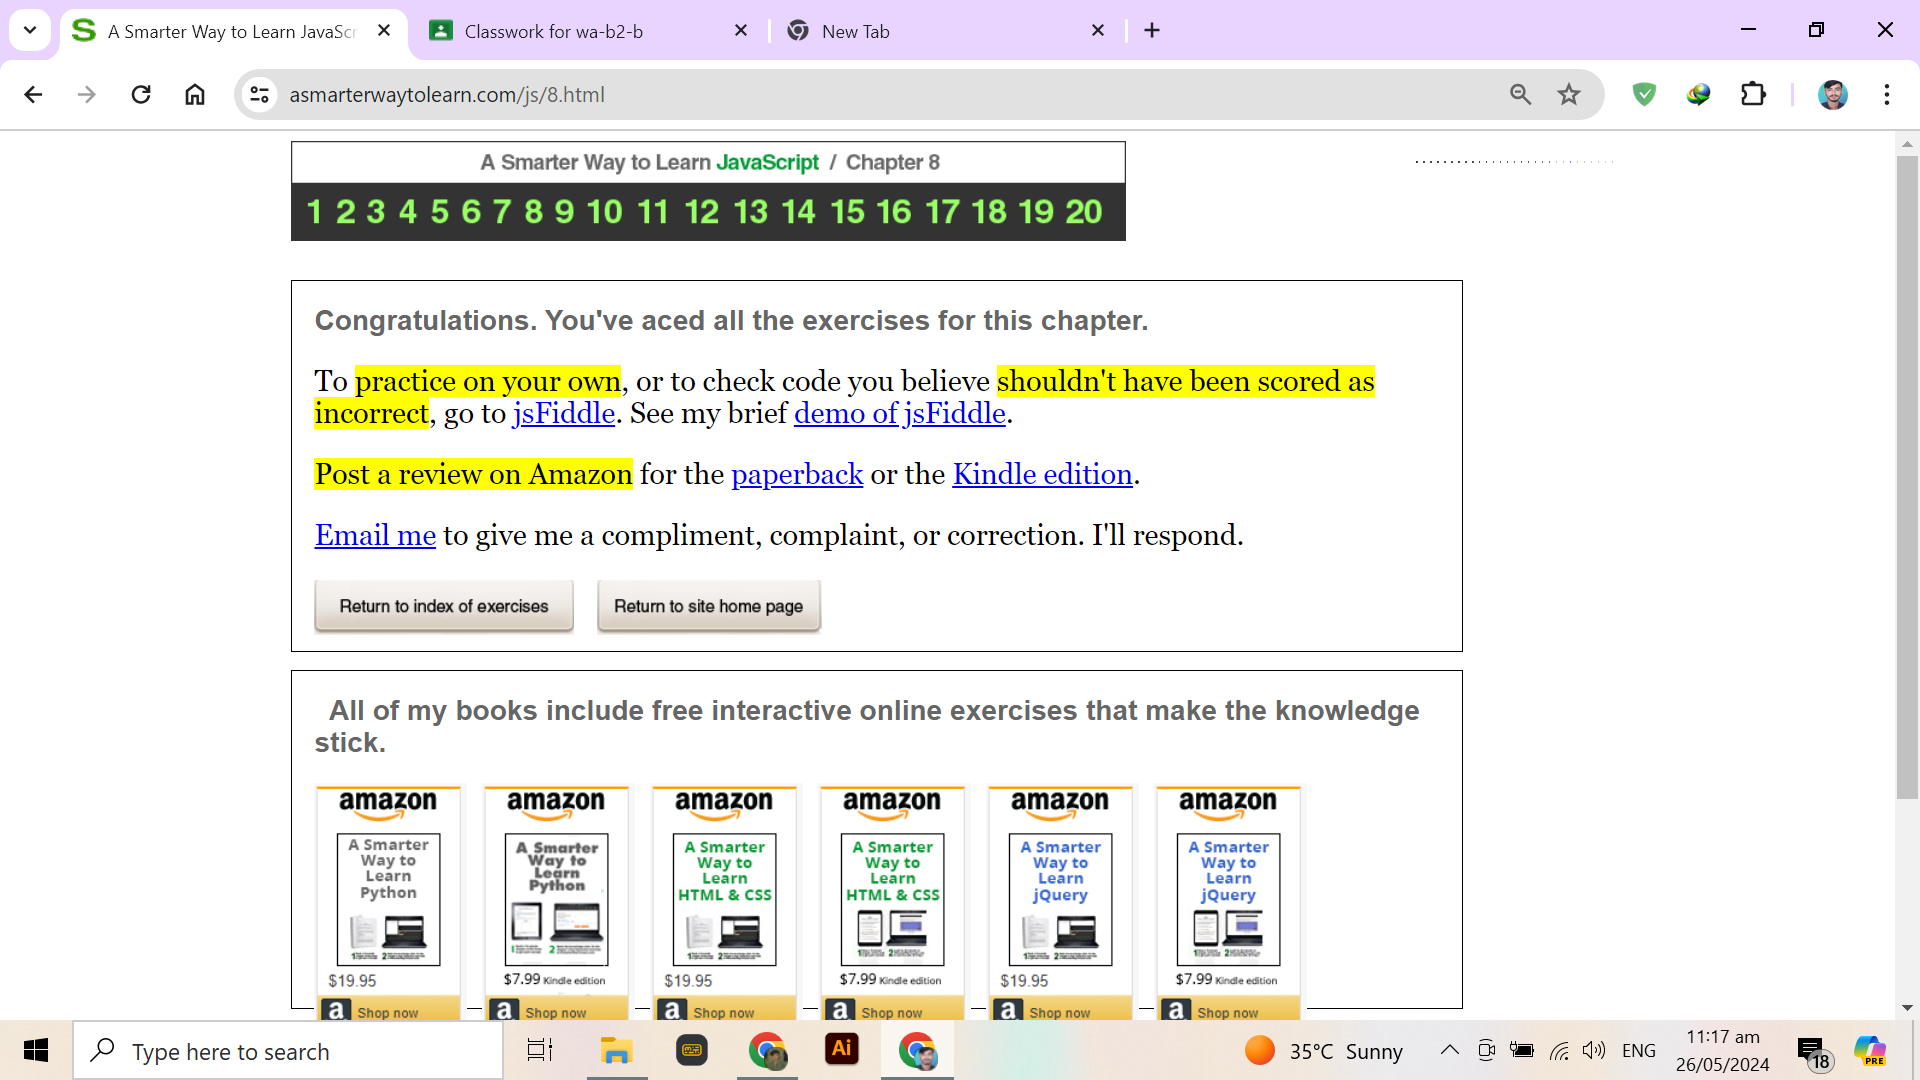 A Smarter Way to Learn JavaScr
Classwork for wa-b2-b
New Tab
asmarterwaytolearn.com/js/8.html
A Smarter Way to Learn JavaScript / Chapter 8
1 2 3 4 5 6 7 8 9 10 11 12 13 14 15 16 17 18 19 20
Congratulations. You've aced all the exercises for this chapter.
To practice on your own, or to check code you believe shouldn't have been scored as
incorrect, go to jsFiddle. See my brief demo of jsFiddle.
Post a review on Amazon for the paperback or the Kindle edition.
Email me to give me a compliment, complaint, or correction. I'll respond.
Return to index of exercises
Return to site home page
All of my books include free interactive online exercises that make the knowledge
stick.
amazon
A Smarter
Way to
Learn
Python
$19.95
a Shop now
amazon
A Smarter
Way to
Learn
Python
$7.99 Kindle edition
a Shop now
amazon
A Smarter
Way to
Learn
HTML & CSS
$19.95
a Shop now
amazon
A Smarter
Way to
Learn
HTML & CSS
$7.99 Kindle edition
a Shop now
amazon
A Smarter
Way to
Learn
jQuery
$19.95
a Shop now
amazon
A Smarter
Way to
Learn
jQuery
$7.99 Kindle edition
a Shop now
Type here to search
Ai
35°C Sunny
ENG
11:17 am
26/05/2024
18
PRE